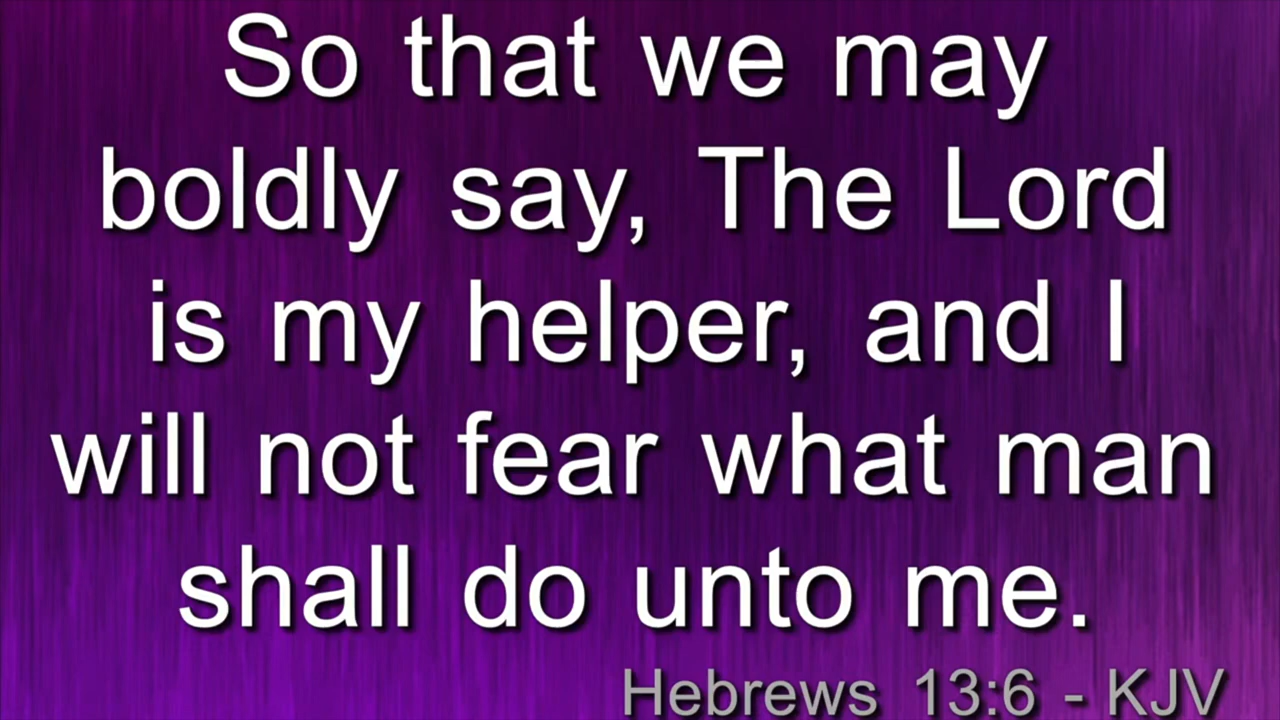 So that we may
boldly say, The Lord
is my helper, and I
will not fear what man
shall do unto me.
Hebrews 13:6 - KJV